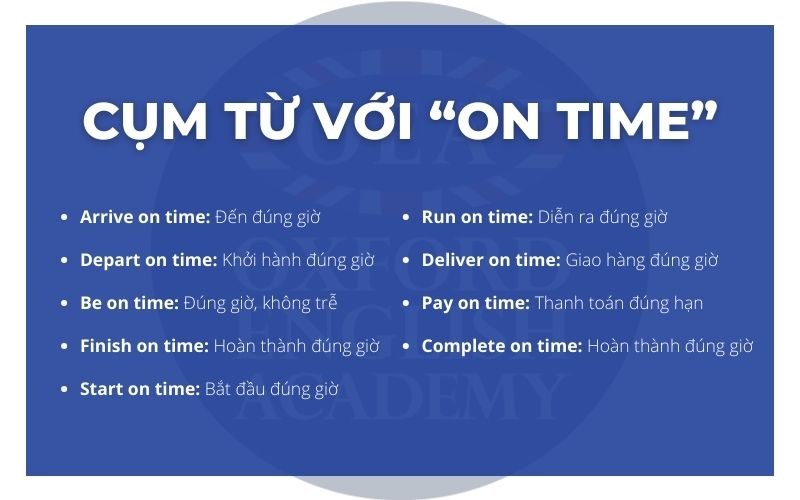 CỤM TỪ VỚI “ON TIME”
• Arrive on time: Đến đúng giờ
• Depart on time: Khởi hành đúng giờ
• Be on time: Đúng giờ, không trễ
• Finish on time: Hoàn thành đúng giờ
• Start on time: Bắt đầu đúng giờ
• Run on time: Diễn ra đúng giờ
• Deliver on time: Giao hàng đúng giờ
• Pay on time: Thanh toán đúng hạn
• Complete on time: Hoàn thành đúng giờ
OEA
OXFORD
ENGLISH
ACADEMY